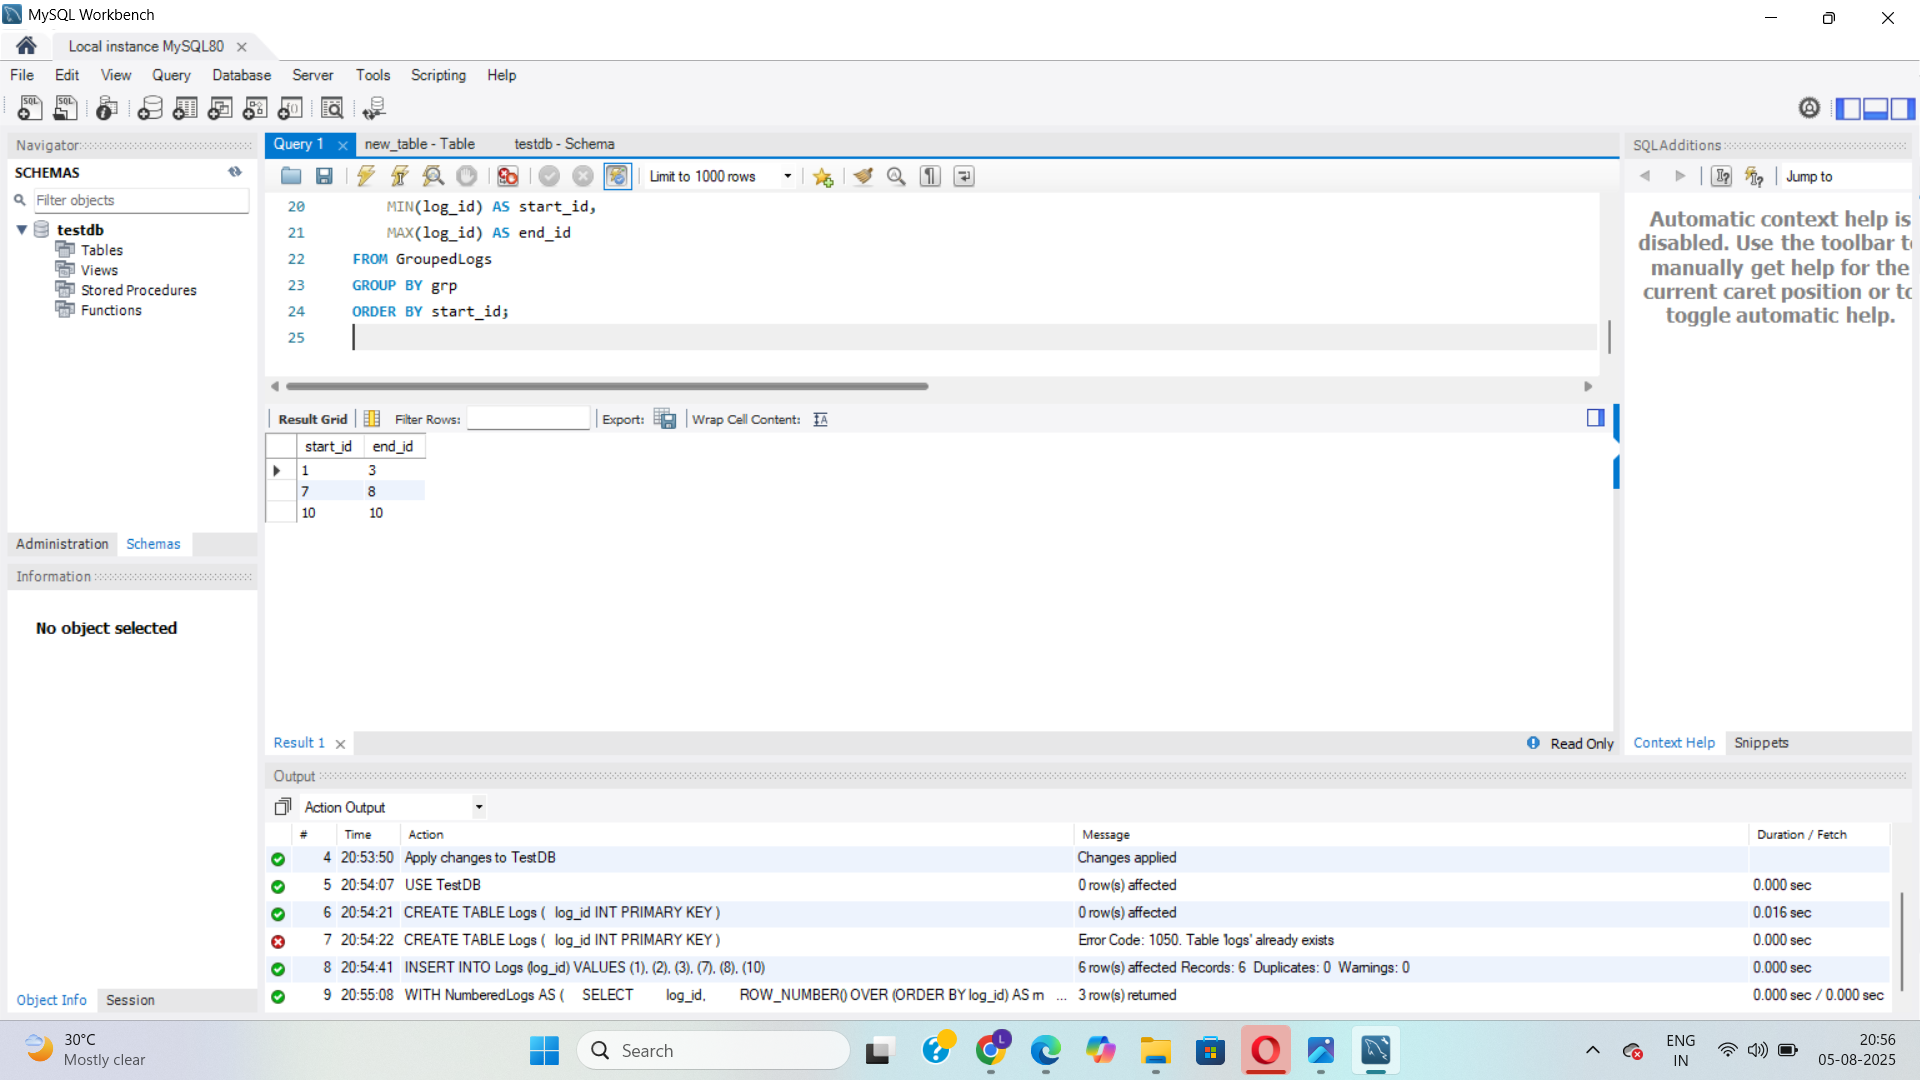 MySQL Workbench
Local instance MySQL80
File Edit View Query Database Server Tools Scripting Help
Navigator
SCHEMAS
Filter objects
testdb
Tables
Views
Stored Procedures
Functions
Administration Schemas
Information
No object selected
Object Info Session
Query 1 new_table - Table testdb - Schema
Limit to 1000 rows
20 MIN(log_id) AS start_id,
21 MAX(log_id) AS end_id
22 FROM GroupedLogs
23 GROUP BY grp
24 ORDER BY start_id;
25
Result Grid Filter Rows: Export: Wrap Cell Content:
start_id end_id
1 3
7 8
10 10
Result 1 Read Only
SQLAdditions
Jump to
Automatic context help is
disabled. Use the toolbar t
manually get help for the
current caret position or to
toggle automatic help.
Context Help Snippets
Output
Action Output
# Time Action Message Duration / Fetch
4 20:53:50 Apply changes to TestDB Changes applied
5 20:54:07 USE TestDB 0 row(s) affected 0.000 sec
6 20:54:21 CREATE TABLE Logs ( log_id INT PRIMARY KEY ) 0 row(s) affected 0.016 sec
7 20:54:22 CREATE TABLE Logs ( log_id INT PRIMARY KEY ) Error Code: 1050. Table 'logs' already exists 0.000 sec
8 20:54:41 INSERT INTO Logs (log_id) VALUES (1), (2), (3), (7), (8), (10) 6 row(s) affected Records: 6 Duplicates: 0 Warnings: 0 0.000 sec
9 20:55:08 WITH NumberedLogs AS ( SELECT log_id, ROW_NUMBER() OVER (ORDER BY log_id) AS rn ... 3 row(s) returned 0.000 sec / 0.000 sec
30°C
Mostly clear
Search
L
ENG
IN
20:56
05-08-2025